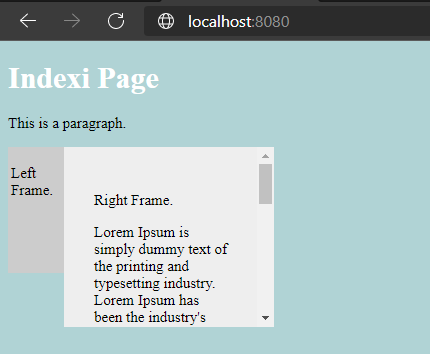 localhost:8080
Indexi Page
This is a paragraph.
Left
Frame.
Right Frame.
Lorem Ipsum is
simply dummy text of
the printing and
typesetting industry.
Lorem Ipsum has
been the industry's